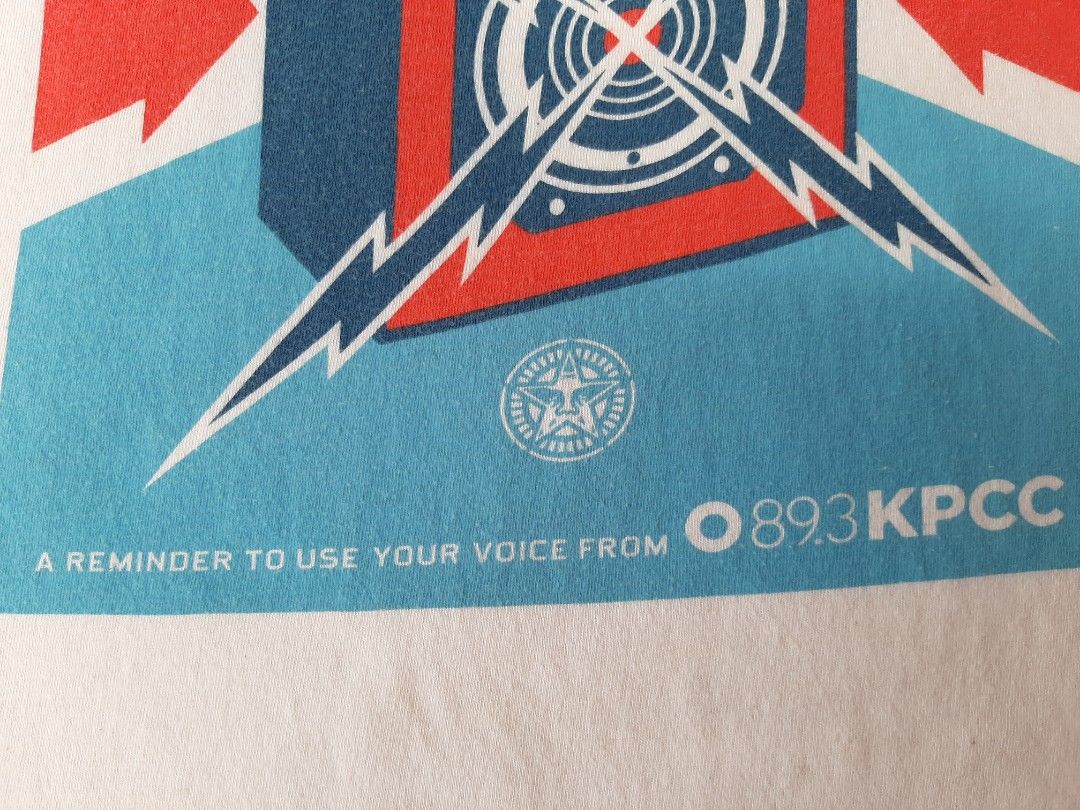 A REMINDER TO USE YOUR VOICE FROM 89.3 KPCC